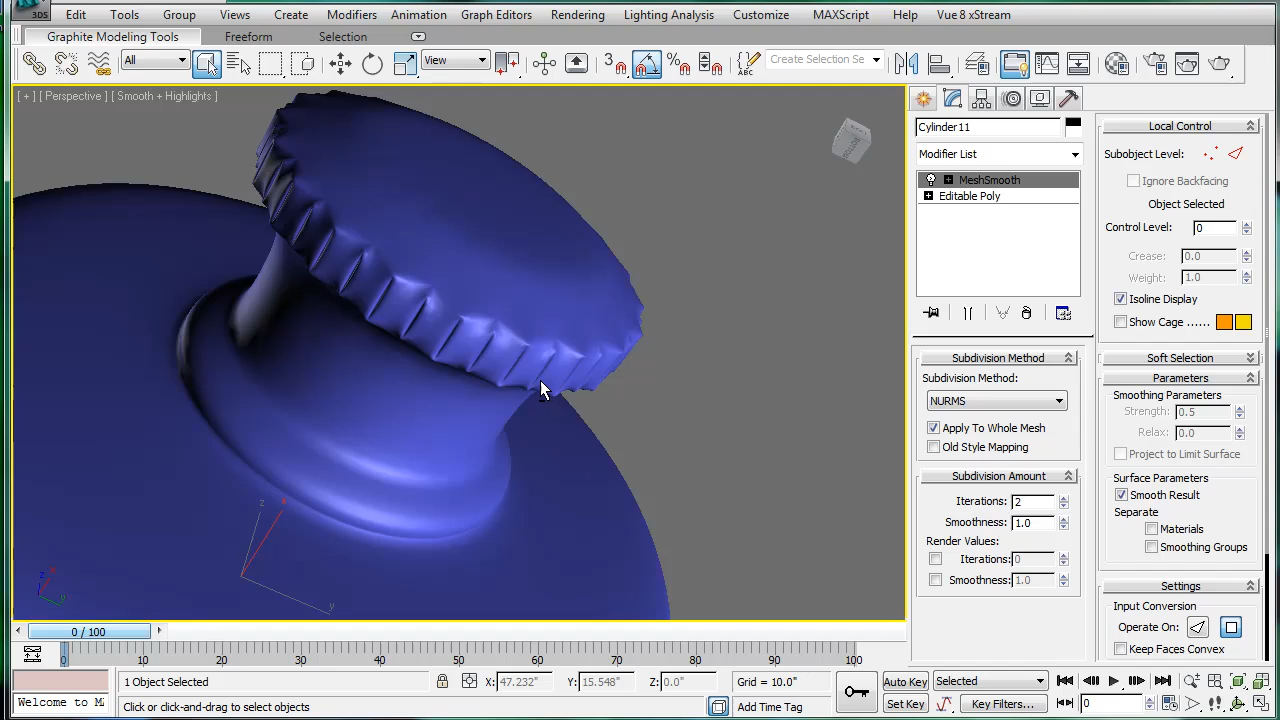 3DS Edit Tools Group Views Create Modifiers Animation Graph Editors Rendering Lighting Analysis Customize MAXScript Help Vue 8 xStream
Graphite Modeling Tools Freeform Selection
All View 3 % ABC Create Selection Se
[ + ] [ Perspective ] [ Smooth + Highlights ]
Cylinder11
Modifier List
MeshSmooth
Editable Poly
Subdivision Method
Subdivision Method:
NURMS
Apply To Whole Mesh
Old Style Mapping
Subdivision Amount
Iterations: 2
Smoothness: 1.0
Render Values:
Iterations: 0
Smoothness: 1.0
Local Control
Subobject Level:
Ignore Backfacing
Object Selected
Control Level: 0
Crease: 0.0
Weight: 1.0
Isoline Display
Show Cage ......
Soft Selection
Parameters
Smoothing Parameters
Strength: 0.5
Relax: 0.0
Project to Limit Surface
Surface Parameters
Smooth Result
Separate
Materials
Smoothing Groups
Settings
Input Conversion
Operate On:
Keep Faces Convex
z
x
y
z
x
y
0 / 100
0 10 20 30 40 50 60 70 80 90 100
1 Object Selected X: 47.232" Y: 15.548" Z: 0.0" Grid = 10.0" Auto Key Selected
Welcome to Click or click-and-drag to select objects Add Time Tag Set Key Key Filters... 0